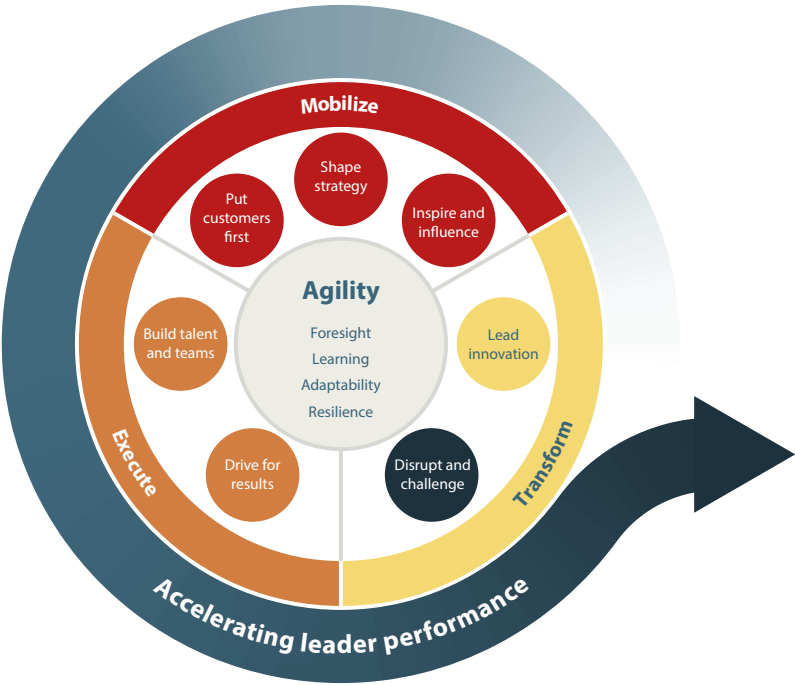 Mobilize
Shape
strategy
Put
customers
first
Inspire and
influence
Agility
Foresight
Learning
Adaptability
Resilience
Build talent
and teams
Lead
innovation
Execute
Drive for
results
Disrupt and
challenge
Transform
Accelerating leader performance